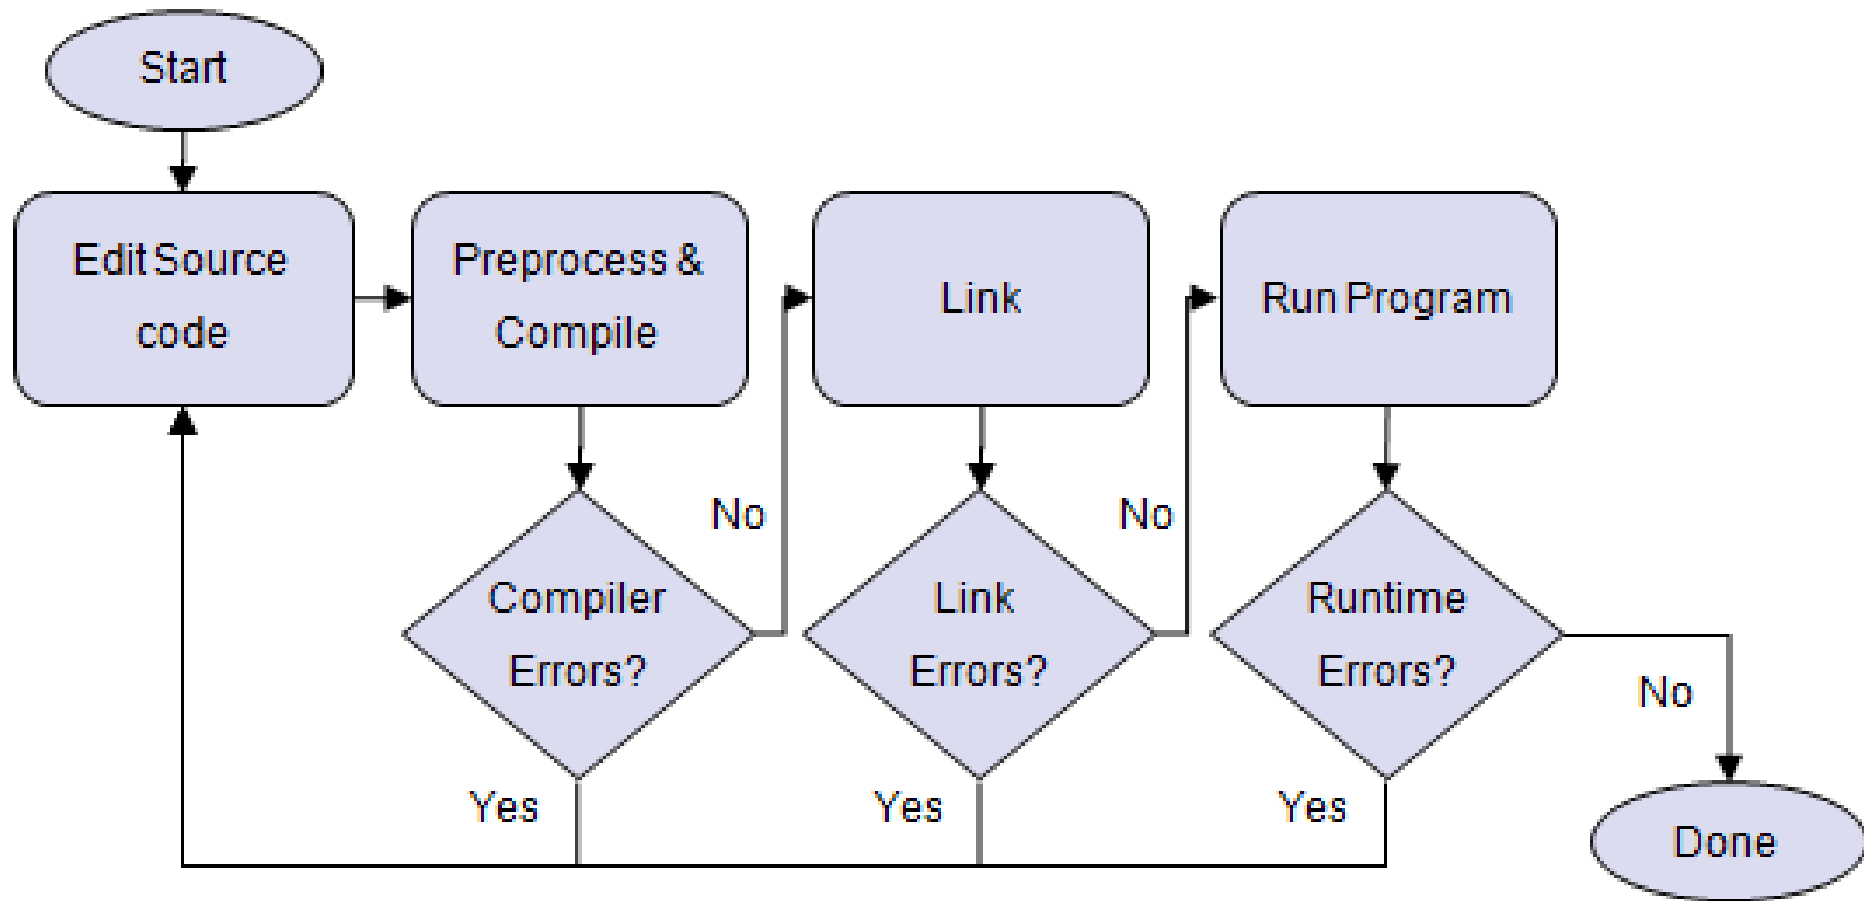 Start
Edit Source
code
Preprocess &
Compile
Link
Run Program
No
No
Compiler
Errors?
Link
Errors?
Runtime
Errors?
No
Yes
Yes
Yes
Done